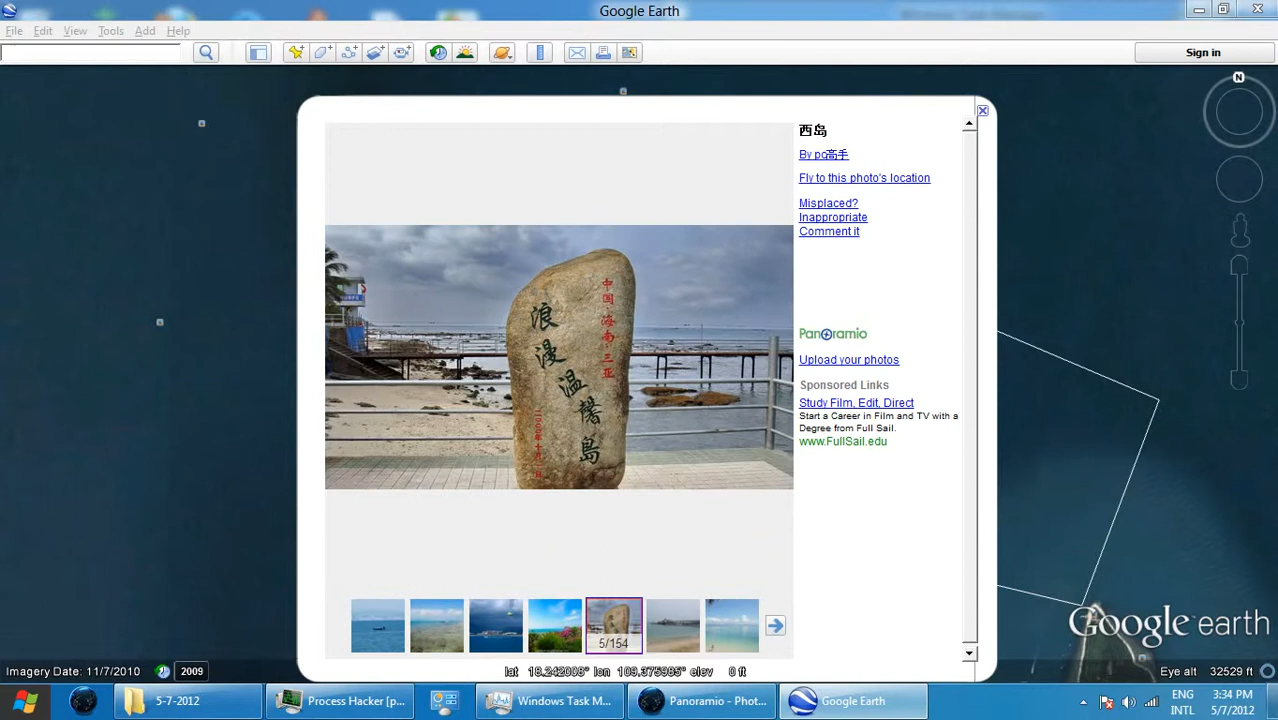 Google Earth
File Edit View Tools Add Help
Sign in
N
西岛
By pc高手
Fly to this photo's location
Misplaced?
Inappropriate
Comment it
中国海南三亚
浪漫温馨岛
Panoramio
Upload your photos
Sponsored Links
Study Film, Edit, Direct
Start a Career in Film and TV with a
Degree from Full Sail.
www.FullSail.edu
5/154
Google earth
Imagery Date: 11/7/2010
2009
lat 18.242008° lon 109.375985° elev 0 ft
Eye alt 32529 ft
5-7-2012
Process Hacker [p...
Windows Task M...
Panoramio - Phot...
Google Earth
ENG
INTL
3:34 PM
5/7/2012